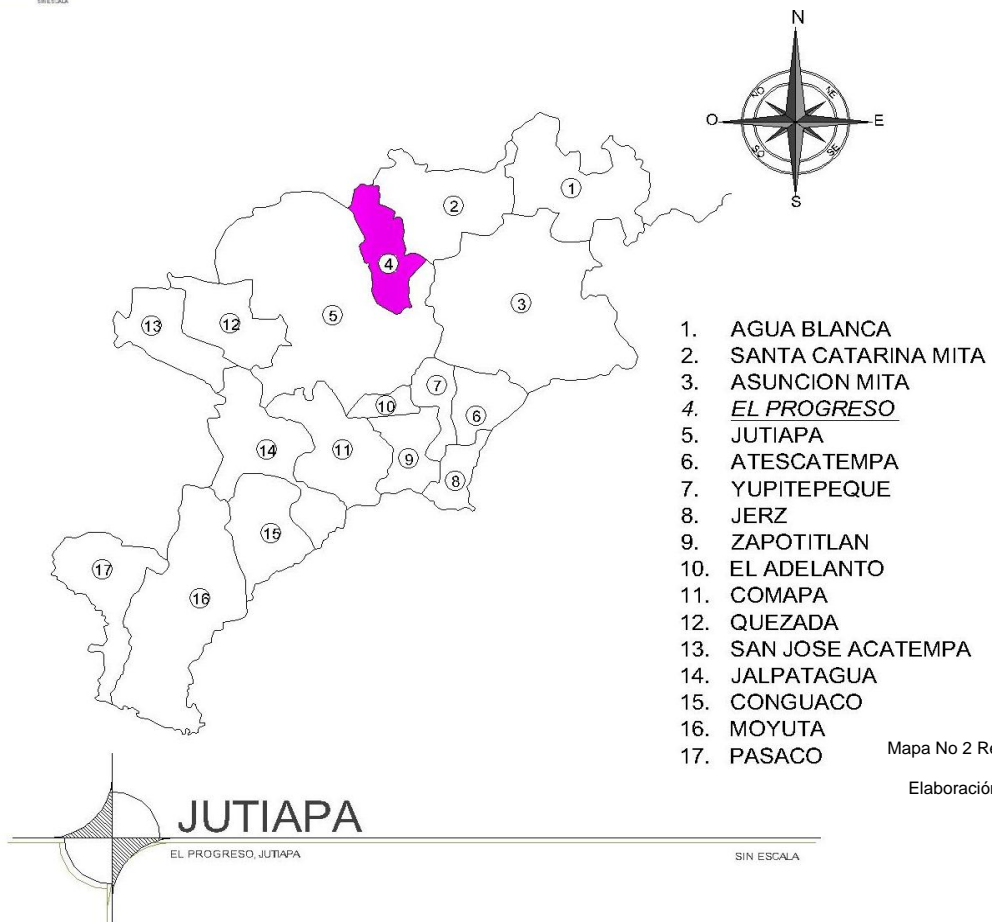 SIN ESCALA
N
NO
NE
O
E
SO
SE
S
1
2
3
4
5
13
12
7
10
6
11
14
9
8
15
17
16
1. AGUA BLANCA
2. SANTA CATARINA MITA
3. ASUNCION MITA
4. EL PROGRESO
5. JUTIAPA
6. ATESCATEMPA
7. YUPITEPEQUE
8. JERZ
9. ZAPOTITLAN
10. EL ADELANTO
11. COMAPA
12. QUEZADA
13. SAN JOSE ACATEMPA
14. JALPATAGUA
15. CONGUACO
16. MOYUTA
17. PASACO
Mapa No 2 Re
Elaboración
JUTIAPA
EL PROGRESO, JUTIAPA
SIN ESCALA